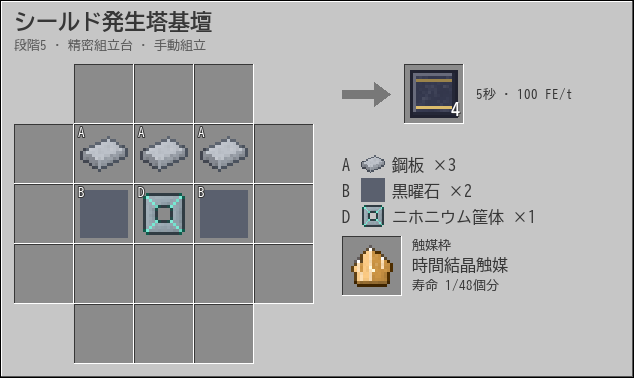 シールド発生塔基壇
段階5 · 精密組立台 · 手動組立
4
5秒 · 100 FE/t
A A A
B D B
A 鋼板 ×3
B 黒曜石 ×2
D ニホニウム筐体 ×1
触媒枠
時間結晶触媒
寿命 1/48個分